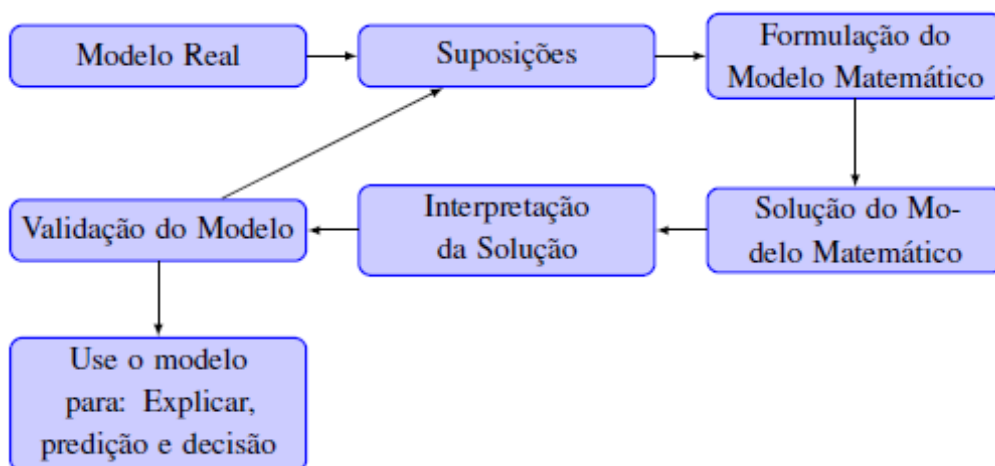 Modelo Real
Suposições
Formulação do
Modelo Matemático
Validação do Modelo
Interpretação
da Solução
Solução do Mo-
delo Matemático
Use o modelo
para: Explicar,
predição e decisão